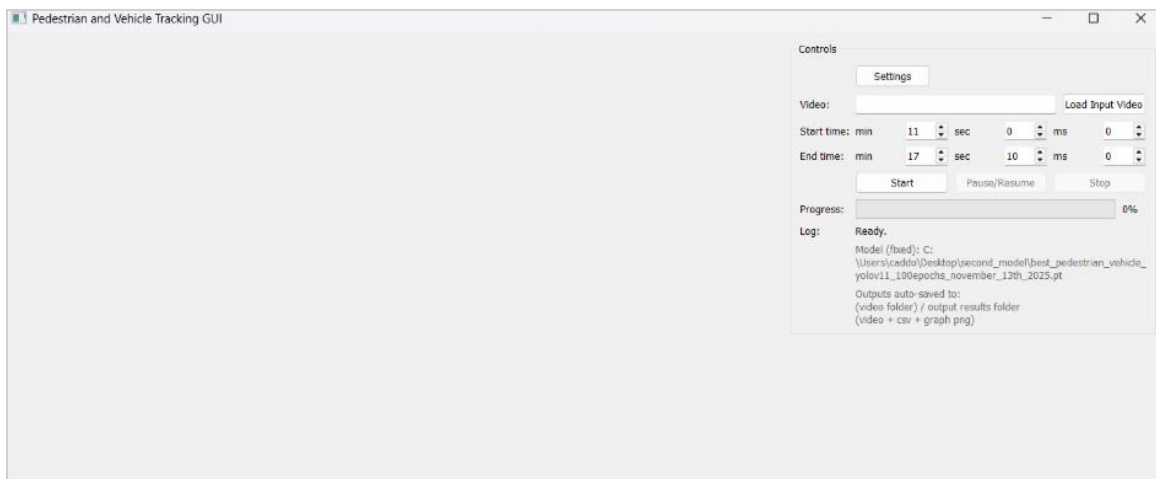 Pedestrian and Vehicle Tracking GUI
Controls
Settings
Video: Load Input Video
Start time: min 11 sec 0 ms 0
End time: min 17 sec 10 ms 0
Start Pause/Resume Stop
Progress: 0%
Log: Ready.
Model (fixed): C:
\Users\caddo\Desktop\second_model\best_pedestrian_vehicle_
yolov11_100epochs_november_13th_2025.pt
Outputs auto-saved to:
(video folder) / output results folder
(video + csv + graph png)